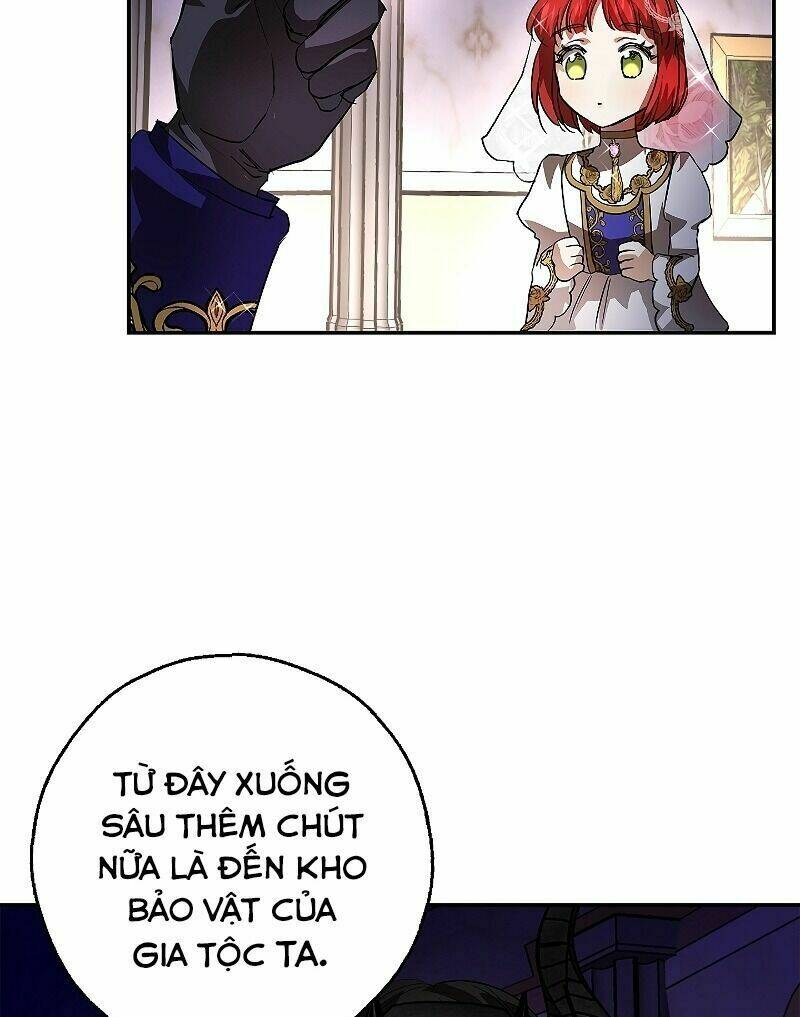 TỪ ĐÂY XUỐNG
SÂU THÊM CHÚT
NỮA LÀ ĐẾN KHO
BẢO VẬT CỦA
GIA TỘC TA.